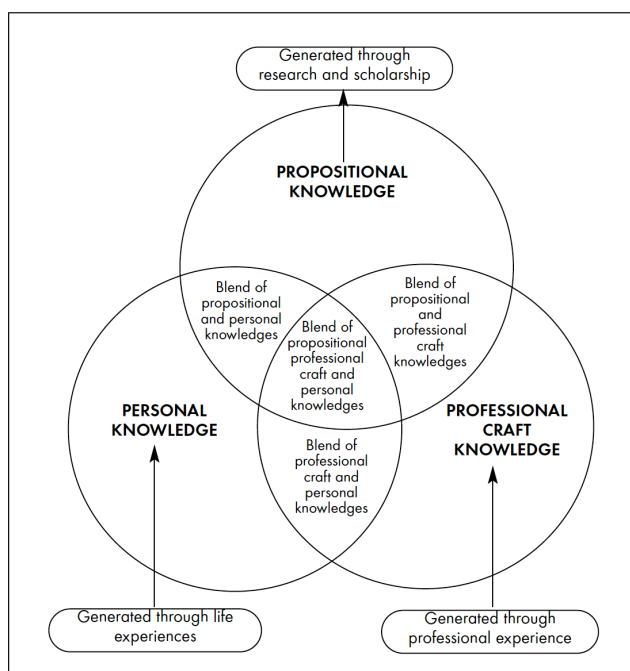 Generated through
research and scholarship
PROPOSITIONAL
KNOWLEDGE
Blend of
propositional
and personal
knowledges
Blend of
propositional
and
professional
craft
knowledges
Blend of
propositional
professional
craft and
personal
knowledges
PERSONAL
KNOWLEDGE
PROFESSIONAL
CRAFT
KNOWLEDGE
Blend of
professional
craft and
personal
knowledges
Generated through life
experiences
Generated through
professional experience